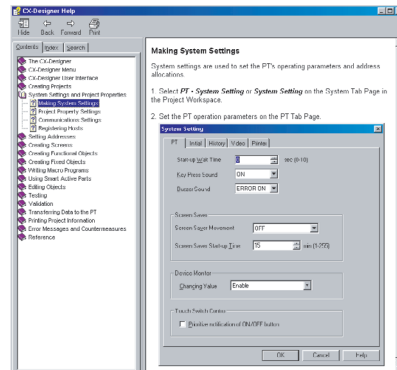 CX-Designer Help
Hide Back Forward Print
Contents Index Search
The CX-Designer
CX-Designer Menu
CX-Designer User Interface
Creating Projects
System Settings and Project Properties
Making System Settings
Project Property Settings
Communications Settings
Registering Hosts
Setting Addresses
Creating Screens
Creating Functional Objects
Creating Fixed Objects
Writing Macro Programs
Using Smart Active Parts
Editing Objects
Testing
Validation
Transferring Data to the PT
Printing Project Information
Error Messages and Countermeasures
Reference
Making System Settings
System settings are used to set the PT's operating parameters and address
allocations.
1. Select PT - System Setting or System Setting on the System Tab Page in
the Project Workspace.
2. Set the PT operation parameters on the PT Tab Page.
System Setting
PT Initial History Video Printer
Start-up Wait Time 0 sec (0-10)
Key Press Sound ON
Buzzer Sound ERROR ON
Screen Saver
Screen Saver Movement OFF
Screen Saver Start-up Time 15 min (1-255)
Device Monitor
Changing Value Enable
Touch Switch Control
Prioritize notification of ON/OFF button
OK Cancel Help